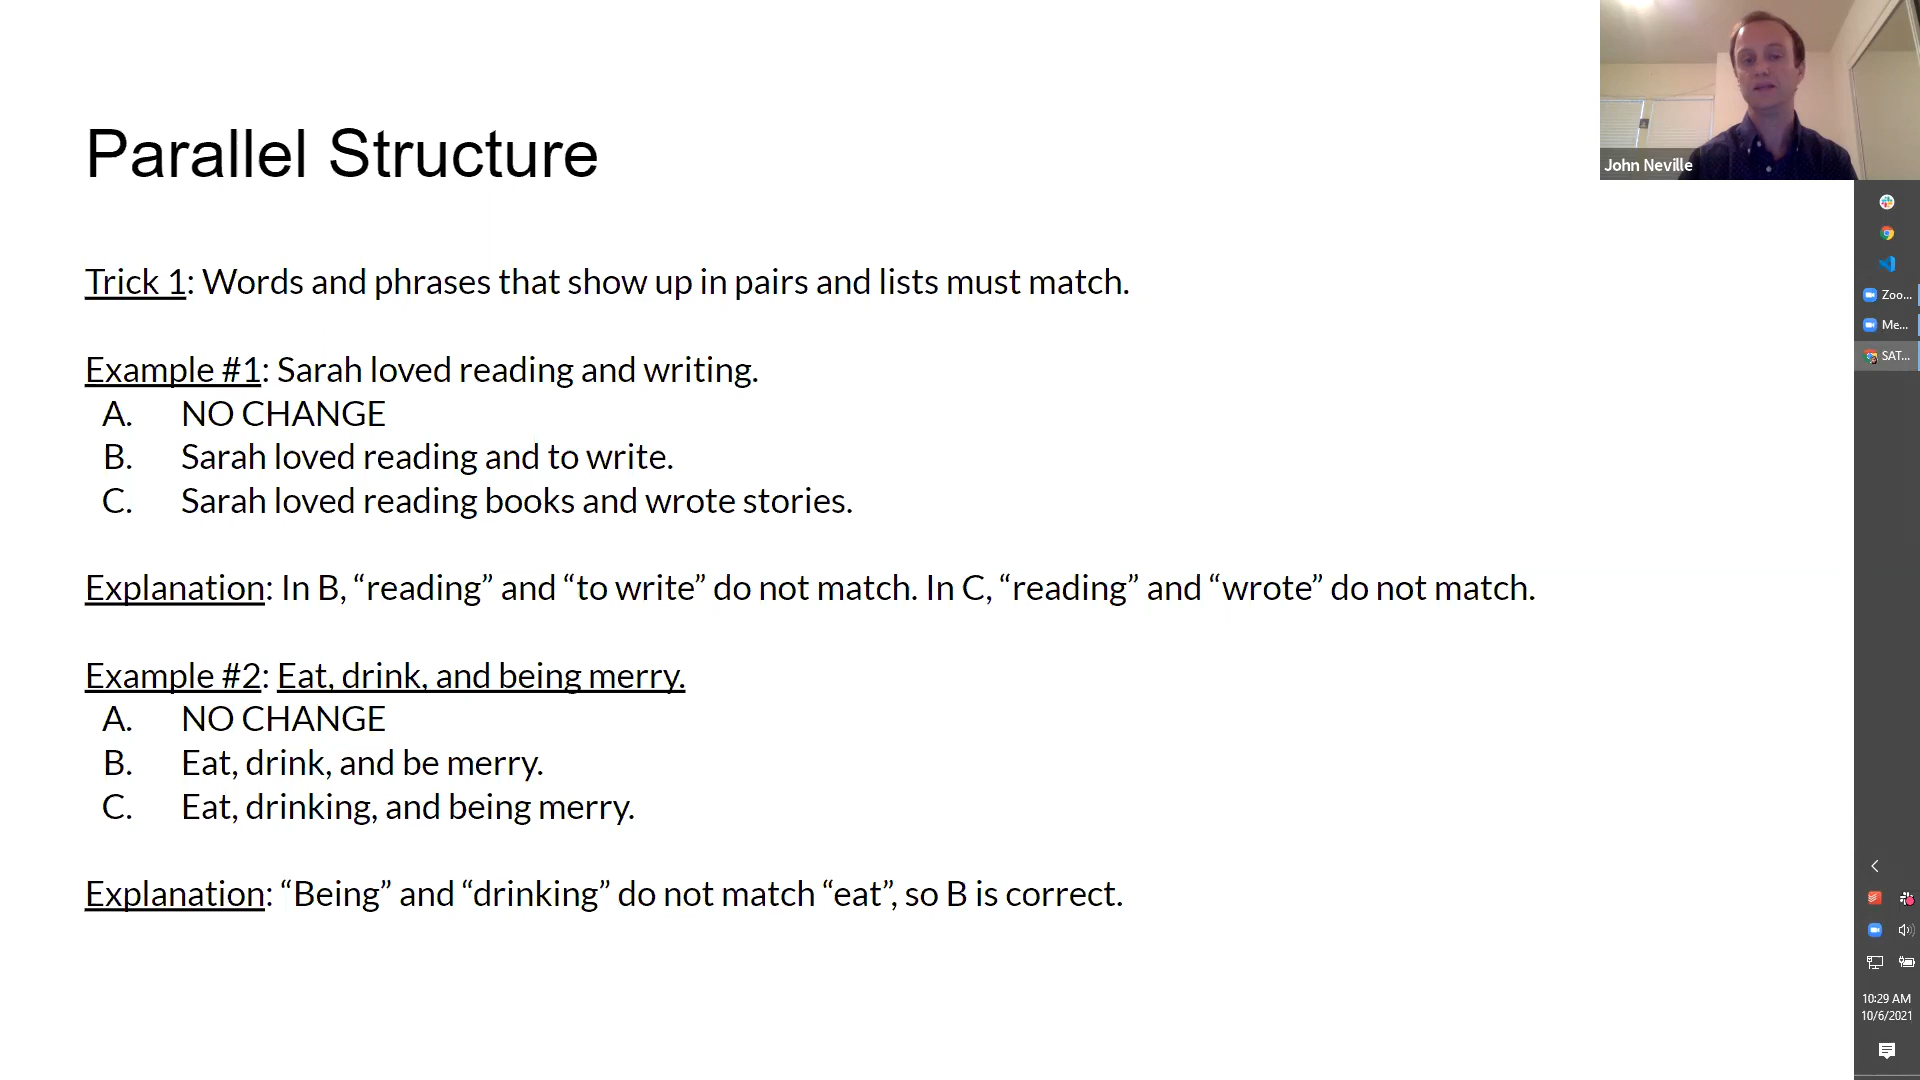 Parallel Structure
John Neville
Trick 1: Words and phrases that show up in pairs and lists must match.
Example #1: Sarah loved reading and writing.
A. NO CHANGE
B. Sarah loved reading and to write.
C. Sarah loved reading books and wrote stories.
Explanation: In B, “reading” and “to write” do not match. In C, “reading” and “wrote” do not match.
Example #2: Eat, drink, and being merry.
A. NO CHANGE
B. Eat, drink, and be merry.
C. Eat, drinking, and being merry.
Explanation: “Being” and “drinking” do not match “eat”, so B is correct.
Zoo...
Me...
SAT...
10:29 AM
10/6/2021